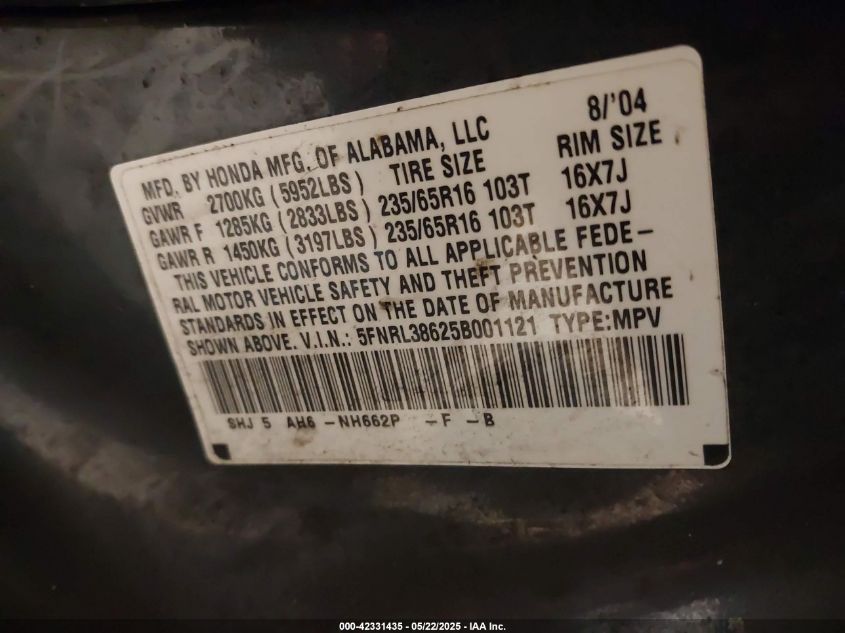 8/'04
MFD. BY HONDA MFG. OF ALABAMA, LLC
GVWR 2700KG (5952LBS) TIRE SIZE RIM SIZE
GAWR F 1285KG (2833LBS) 235/65R16 103T 16X7J
GAWR R 1450KG (3197LBS) 235/65R16 103T 16X7J
THIS VEHICLE CONFORMS TO ALL APPLICABLE FEDE-
RAL MOTOR VEHICLE SAFETY AND THEFT PREVENTION
STANDARDS IN EFFECT ON THE DATE OF MANUFACTURE
SHOWN ABOVE. V.I.N.: 5FNRL38625B001121 TYPE:MPV
SHJ 5 AH6 -NH662P -F -B
000-42331435 - 05/22/2025 - IAA Inc.